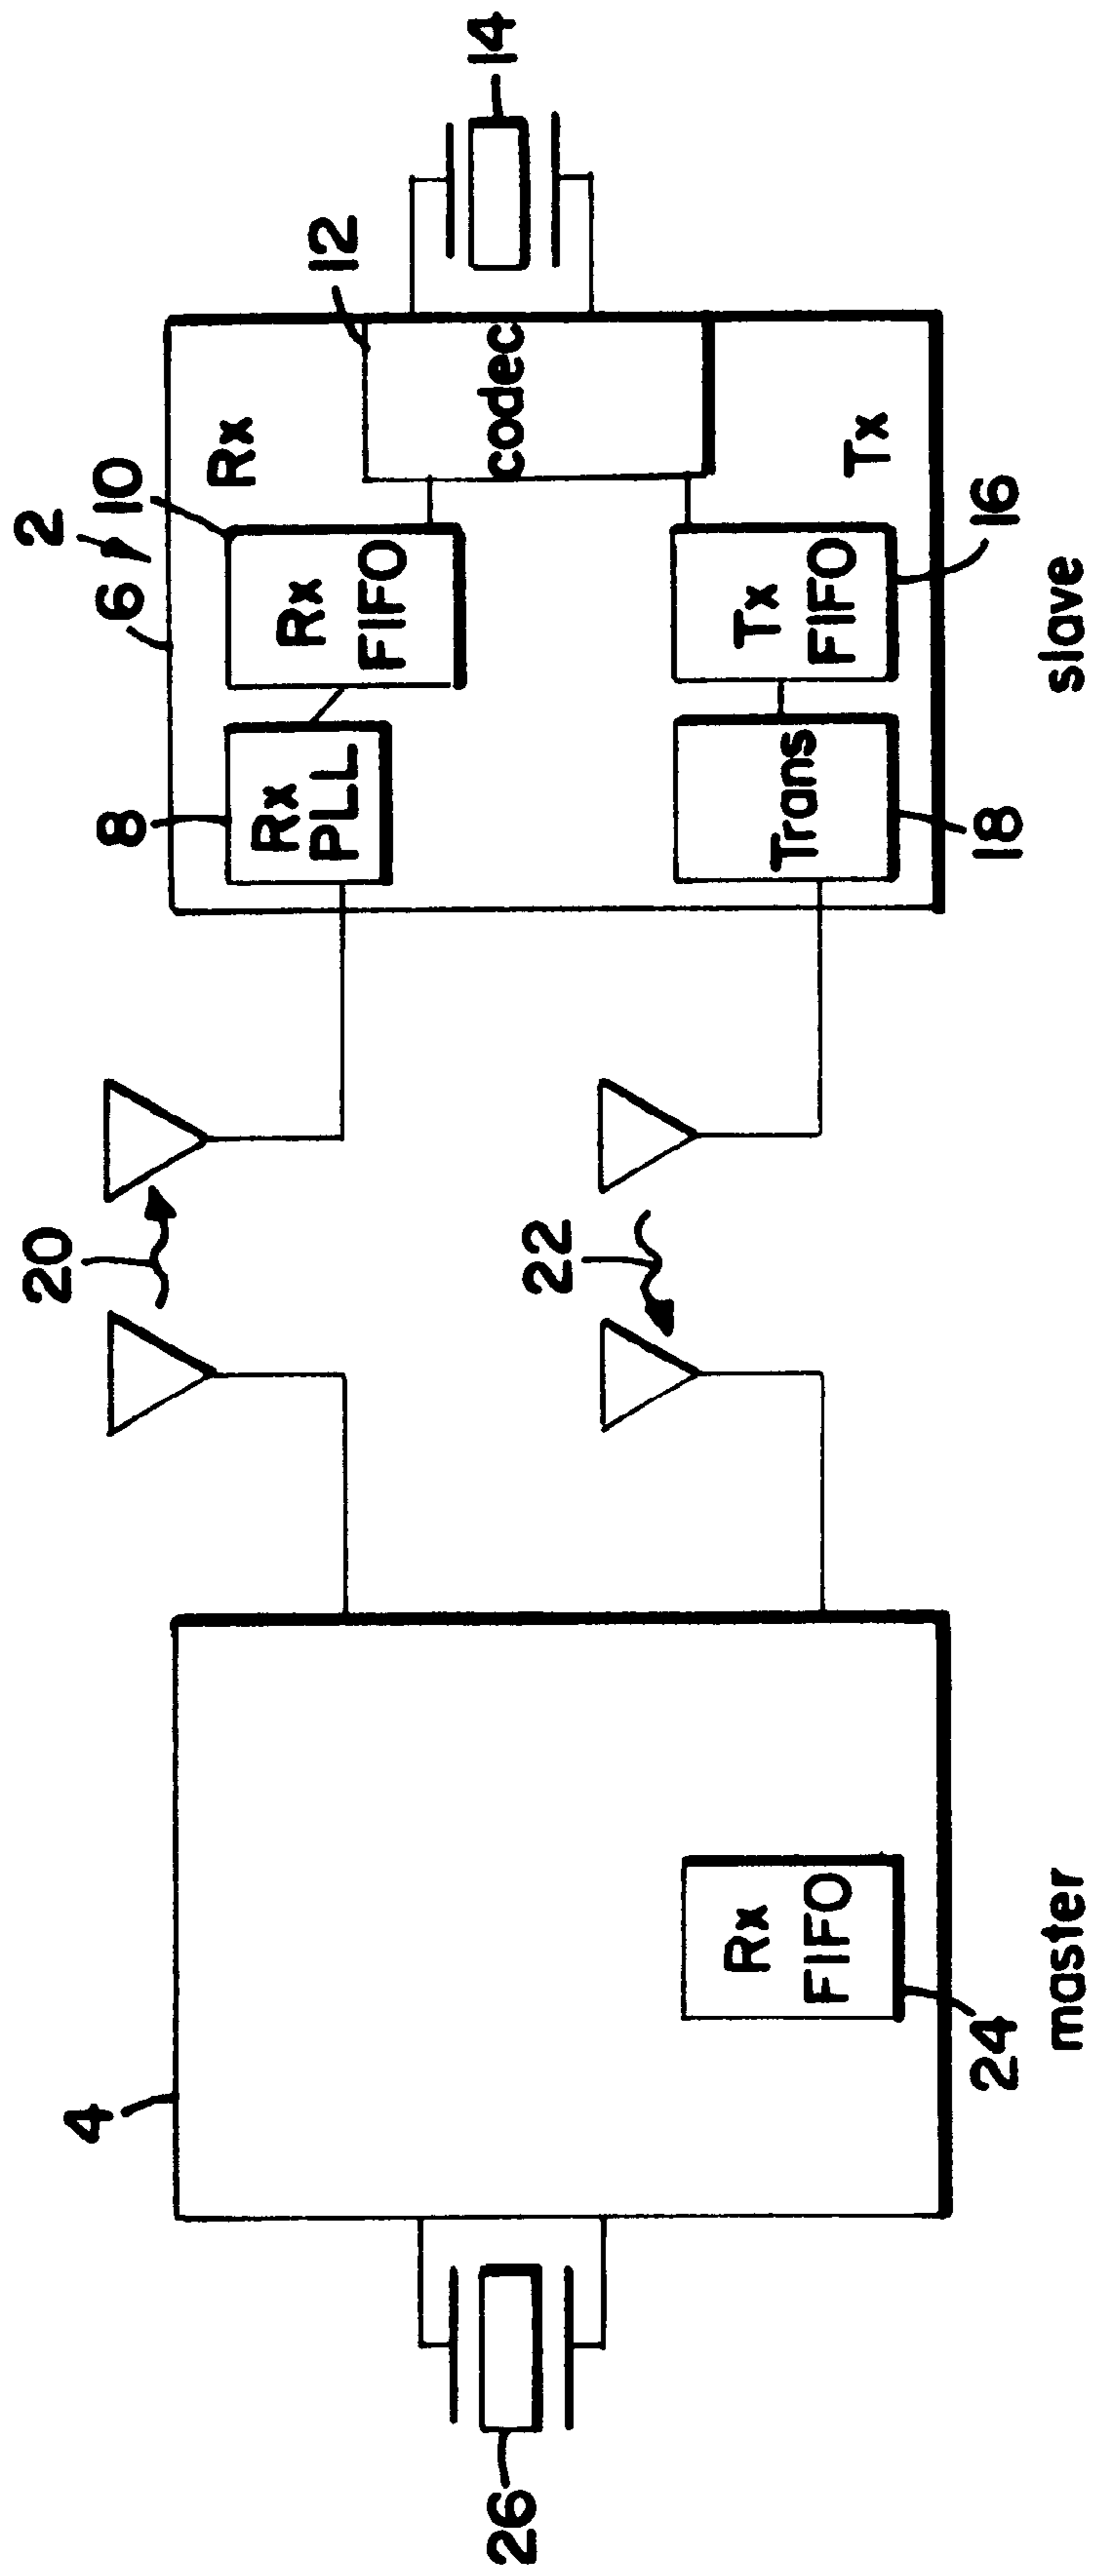 2
20
6
10
4
8
Rx
Rx
PLL
Rx
FIFO
12
codec
14
26
22
Rx
FIFO
Trans
Tx
FIFO
Tx
24
18
16
master
slave